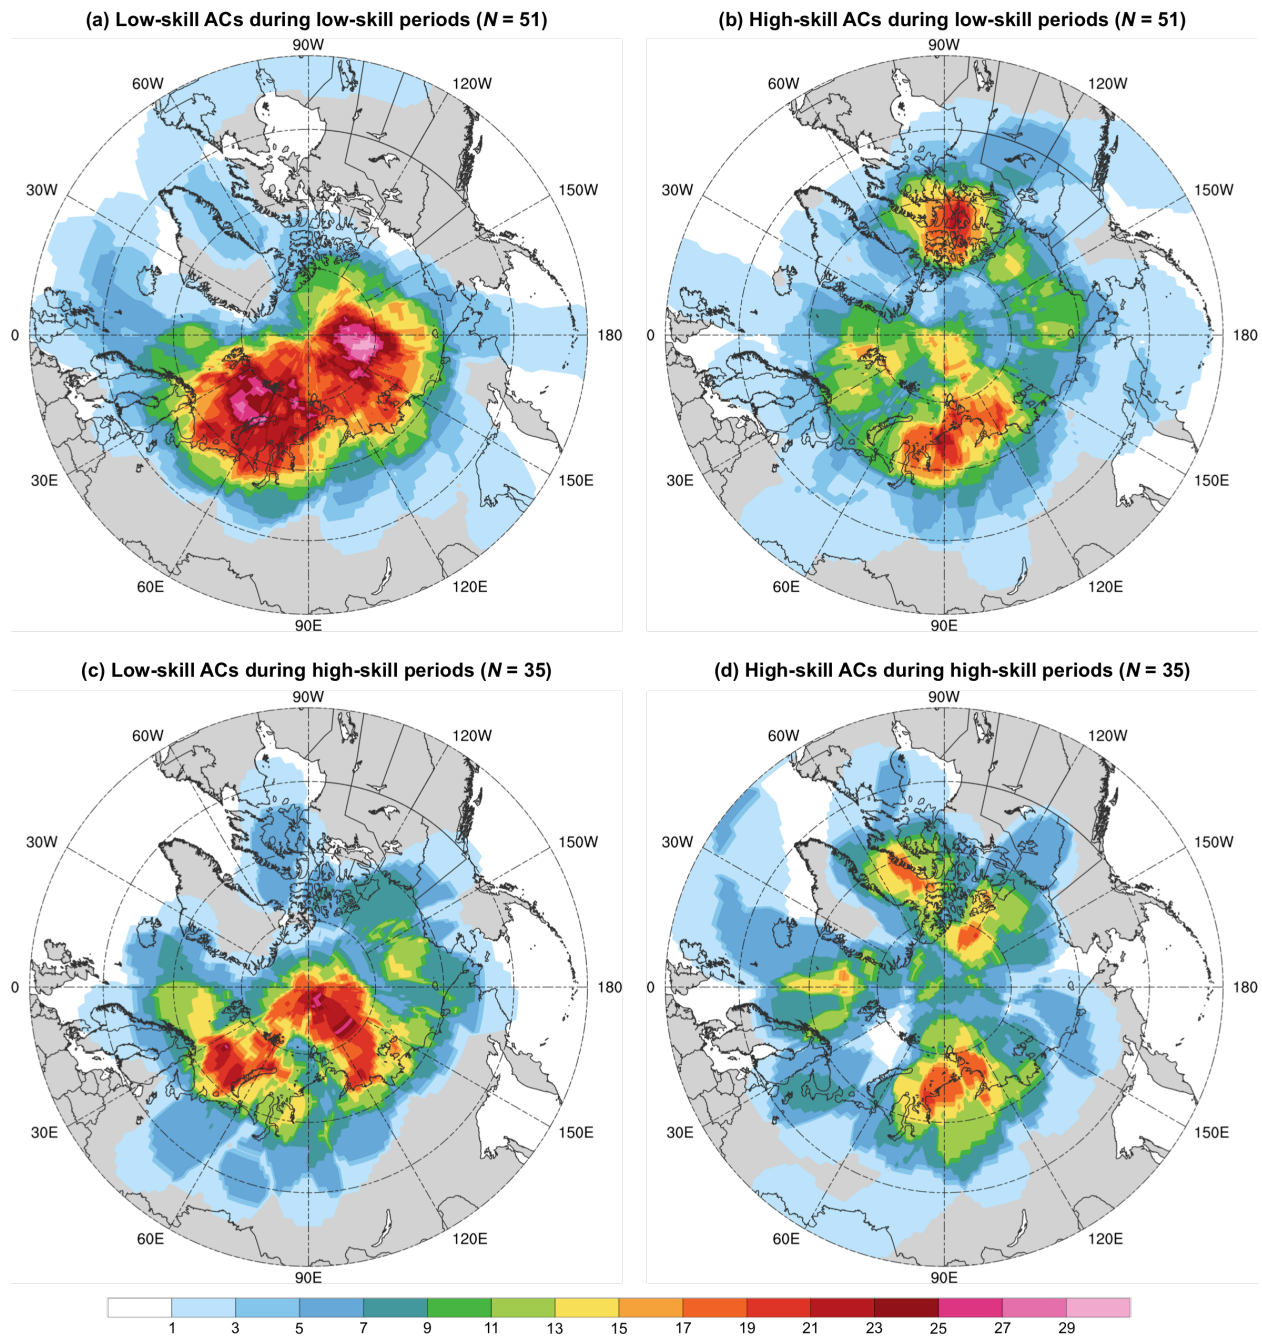 (a) Low-skill ACs during low-skill periods (N = 51)
90W
60W
120W
30W
150W
0
180
30E
150E
60E
120E
90E
(b) High-skill ACs during low-skill periods (N = 51)
90W
60W
120W
30W
150W
0
180
30E
150E
60E
120E
90E
(c) Low-skill ACs during high-skill periods (N = 35)
90W
60W
120W
30W
150W
0
180
30E
150E
60E
120E
90E
(d) High-skill ACs during high-skill periods (N = 35)
90W
60W
120W
30W
150W
0
180
30E
150E
60E
120E
90E
1 3 5 7 9 11 13 15 17 19 21 23 25 27 29